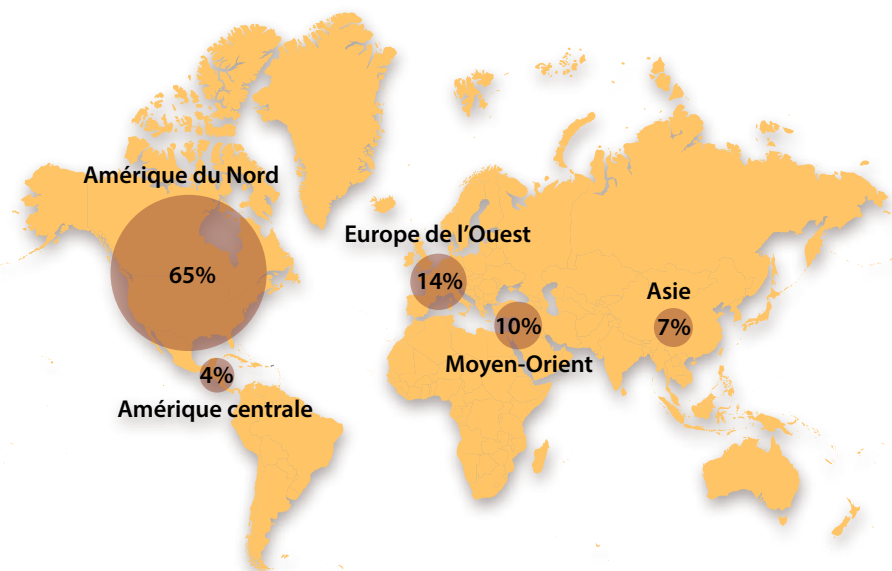 Amérique du Nord
65%
Europe de l’Ouest
14%
Asie
7%
10%
Moyen-Orient
4%
Amérique centrale